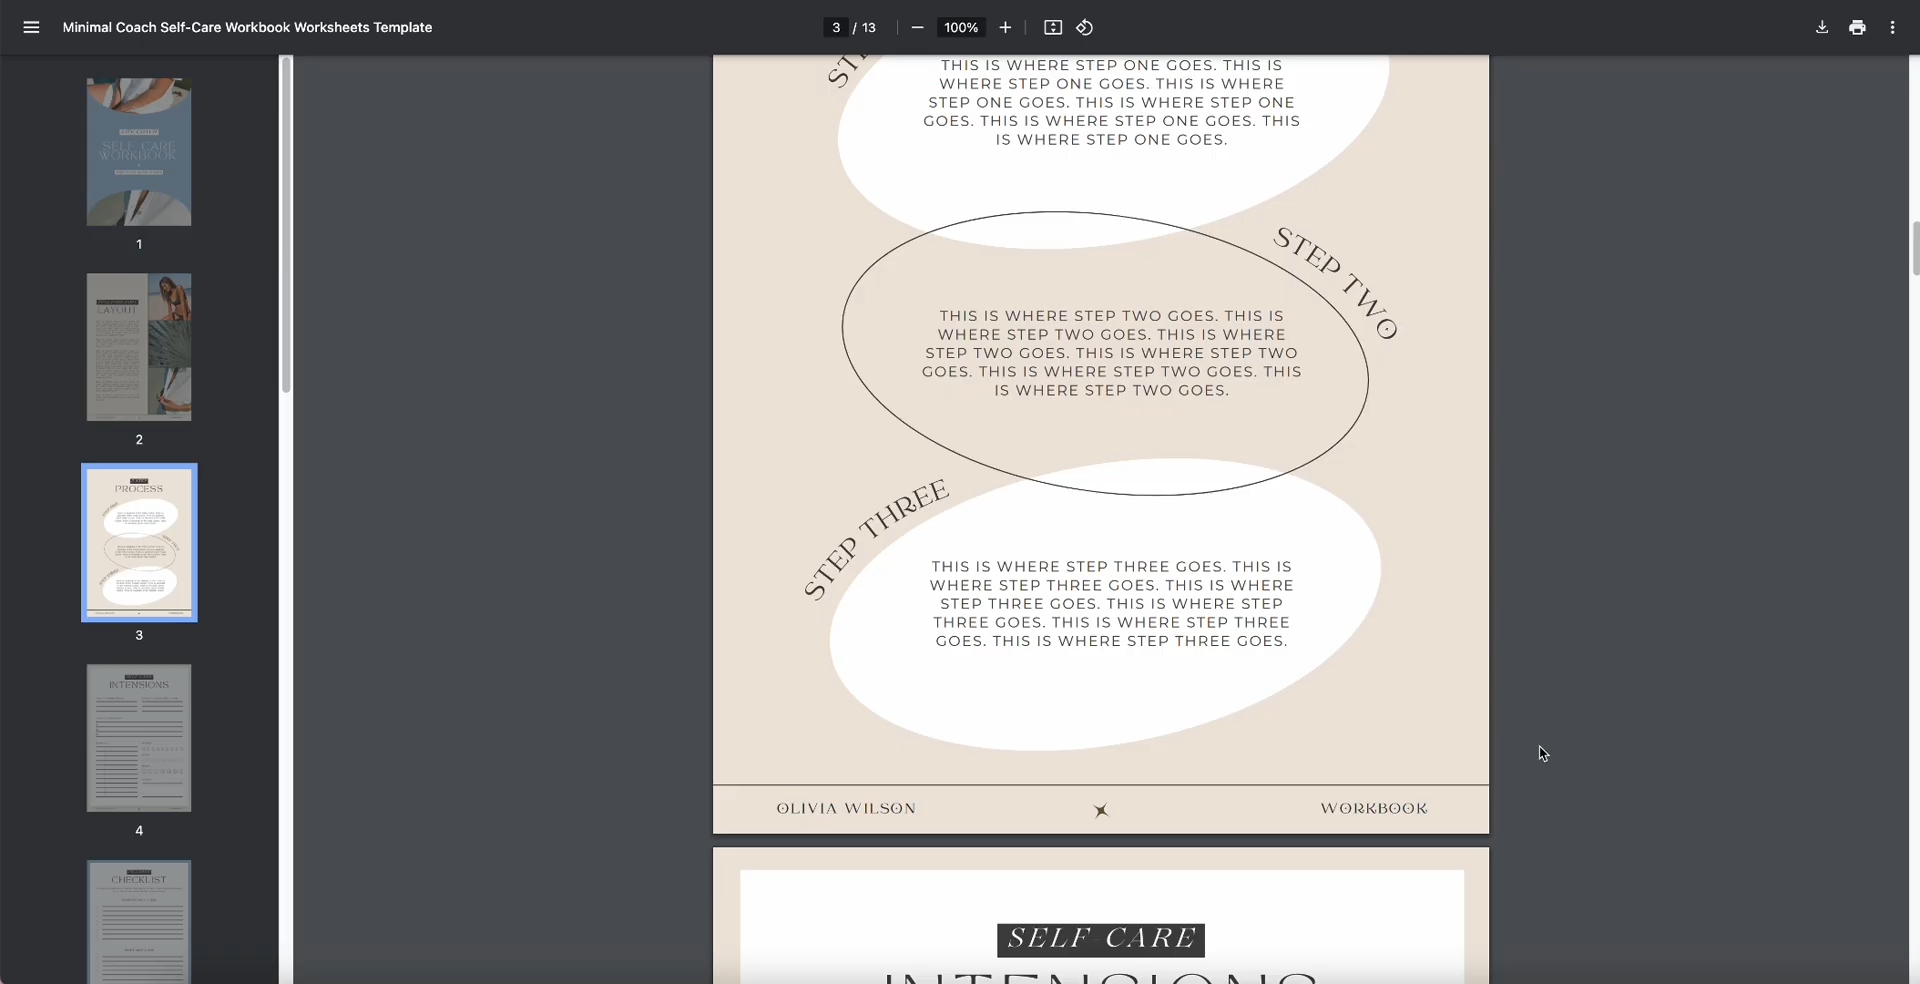 Minimal Coach Self-Care Workbook Worksheets Template
3 / 13
100%
SELF-CARE
WORKBOOK
1
LAYOUT
2
PROCESS
3
SELF-CARE
INTENSIONS
4
CHECKLIST
THIS IS WHERE STEP ONE GOES. THIS IS
WHERE STEP ONE GOES. THIS IS WHERE
STEP ONE GOES. THIS IS WHERE STEP ONE
GOES. THIS IS WHERE STEP ONE GOES. THIS
IS WHERE STEP ONE GOES.
STEP TWO
THIS IS WHERE STEP TWO GOES. THIS IS
WHERE STEP TWO GOES. THIS IS WHERE
STEP TWO GOES. THIS IS WHERE STEP TWO
GOES. THIS IS WHERE STEP TWO GOES. THIS
IS WHERE STEP TWO GOES.
STEP THREE
THIS IS WHERE STEP THREE GOES. THIS IS
WHERE STEP THREE GOES. THIS IS WHERE
STEP THREE GOES. THIS IS WHERE STEP
THREE GOES. THIS IS WHERE STEP THREE
GOES. THIS IS WHERE STEP THREE GOES.
OLIVIA WILSON
WORKBOOK
SELF-CARE
INTENSIONS